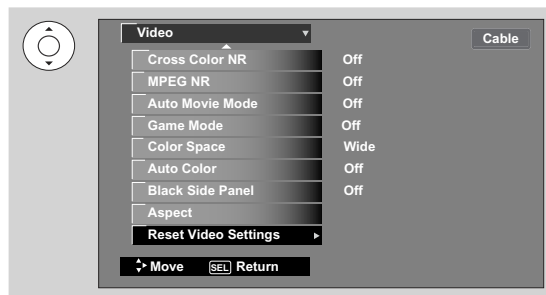 Video
Cable
Cross Color NR Off
MPEG NR Off
Auto Movie Mode Off
Game Mode Off
Color Space Wide
Auto Color Off
Black Side Panel Off
Aspect
Reset Video Settings
Move SEL Return